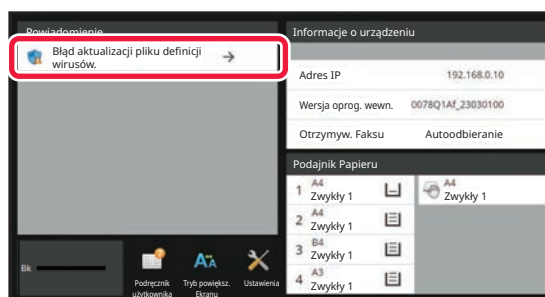 Powiadomienie
Błąd aktualizacji pliku definicji
wirusów.
Informacje o urządzeniu
Adres IP 192.168.0.10
Wersja oprog. wewn. 0078Q1Af_23030100
Otrzymyw. Faksu Autoodbieranie
Podajnik Papieru
1 A4
Zwykły 1
A4
Zwykły 1
2 A4
Zwykły 1
3 B4
Zwykły 1
4 A3
Zwykły 1
Bk
Podręcznik
użytkownika
Tryb powiększ.
Ekranu
Ustawienia